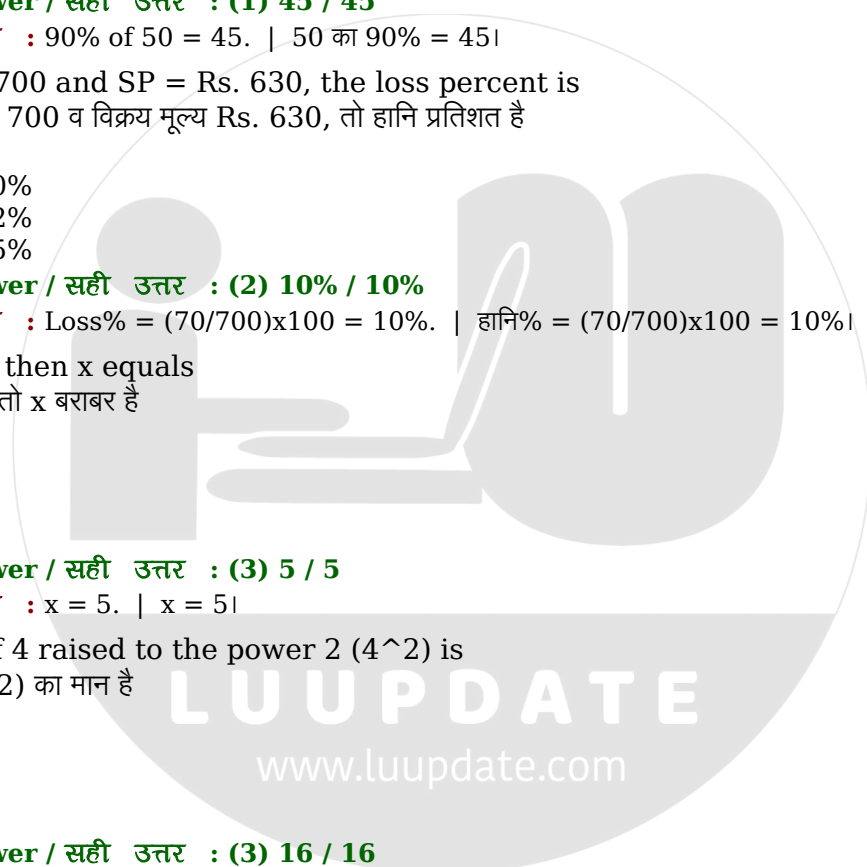 wer / सही उत्तर : (1) 45 / 45
: 90% of 50 = 45. | 50 का 90% = 45।
700 and SP = Rs. 630, the loss percent is
700 व विक्रय मूल्य Rs. 630, तो हानि प्रतिशत है
0%
2%
5%
wer / सही उत्तर : (2) 10% / 10%
: Loss% = (70/700)x100 = 10%. | हानि% = (70/700)x100 = 10%।
then x equals
तो x बराबर है
wer / सही उत्तर : (3) 5 / 5
: x = 5. | x = 5।
f 4 raised to the power 2 (4^2) is
2) का मान है
LUUPDATE
www.luupdate.com
wer / सही उत्तर : (3) 16 / 16